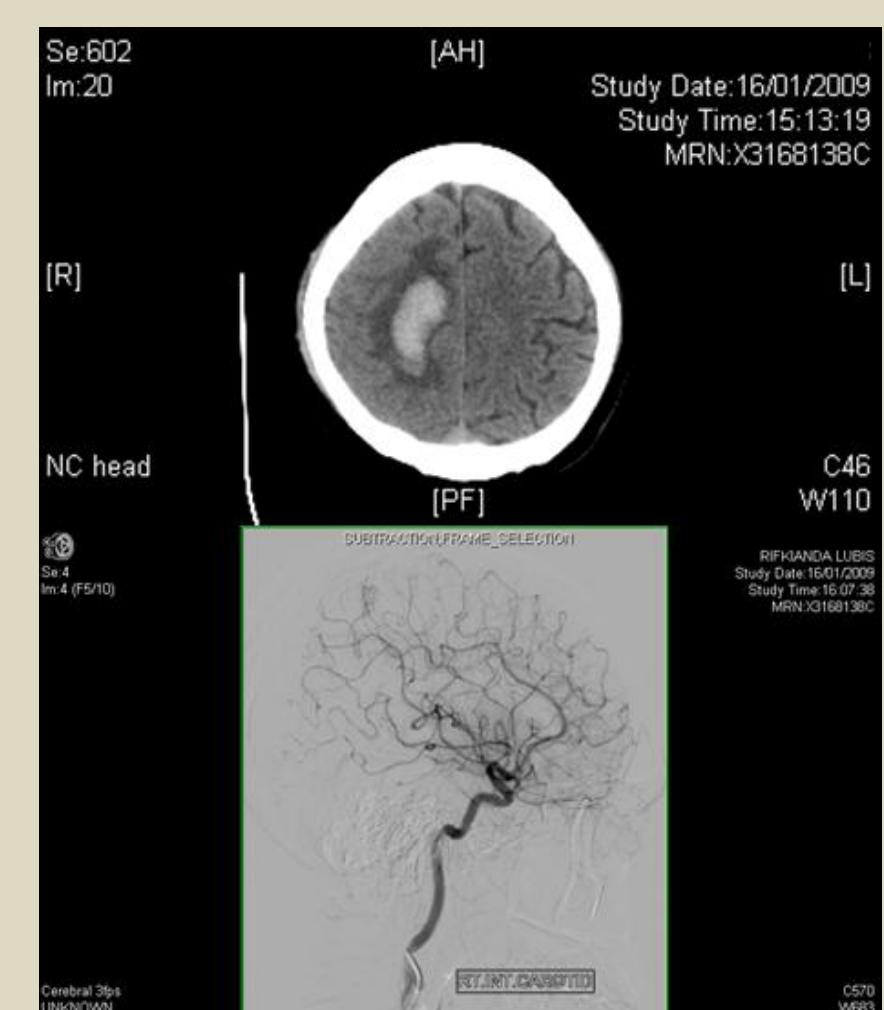 Se:602
Im:20
[AH]
Study Date:16/01/2009
Study Time:15:13:19
MRN:X3168138C
[R]
[L]
NC head
C46
W110
[PF]
SUBTRACTION,FRAME_SELECTION
Se:4
Im:4 (F5/10)
RIFKIANDA LUBIS
Study Date:16/01/2009
Study Time:16:07:38
MRN:X3168138C
RT.INT.CAROTID
Cerebral 3fps
UNKNOWN
C570
W683